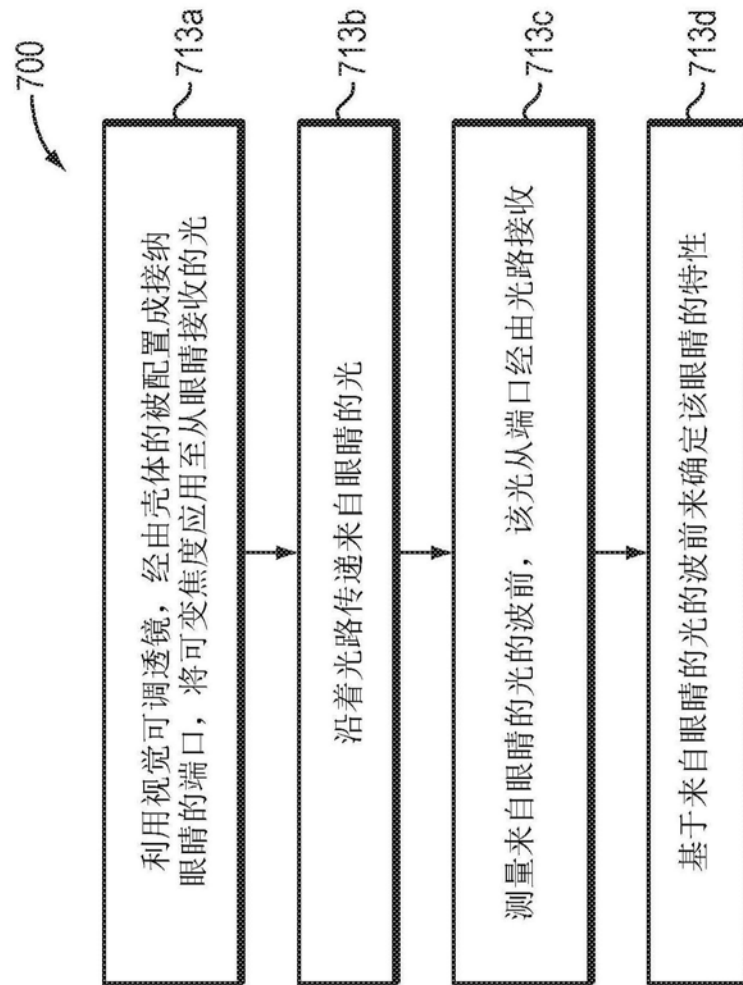 700
利用视觉可调透镜，经由壳体的被配置成接纳
眼睛的端口，将可变焦度应用至从眼睛接收的光
713a
沿着光路传递来自眼睛的光
713b
测量来自眼睛的光的波前，该光从端口经由光路接收
713c
基于来自眼睛的光的波前来确定该眼睛的特性
713d